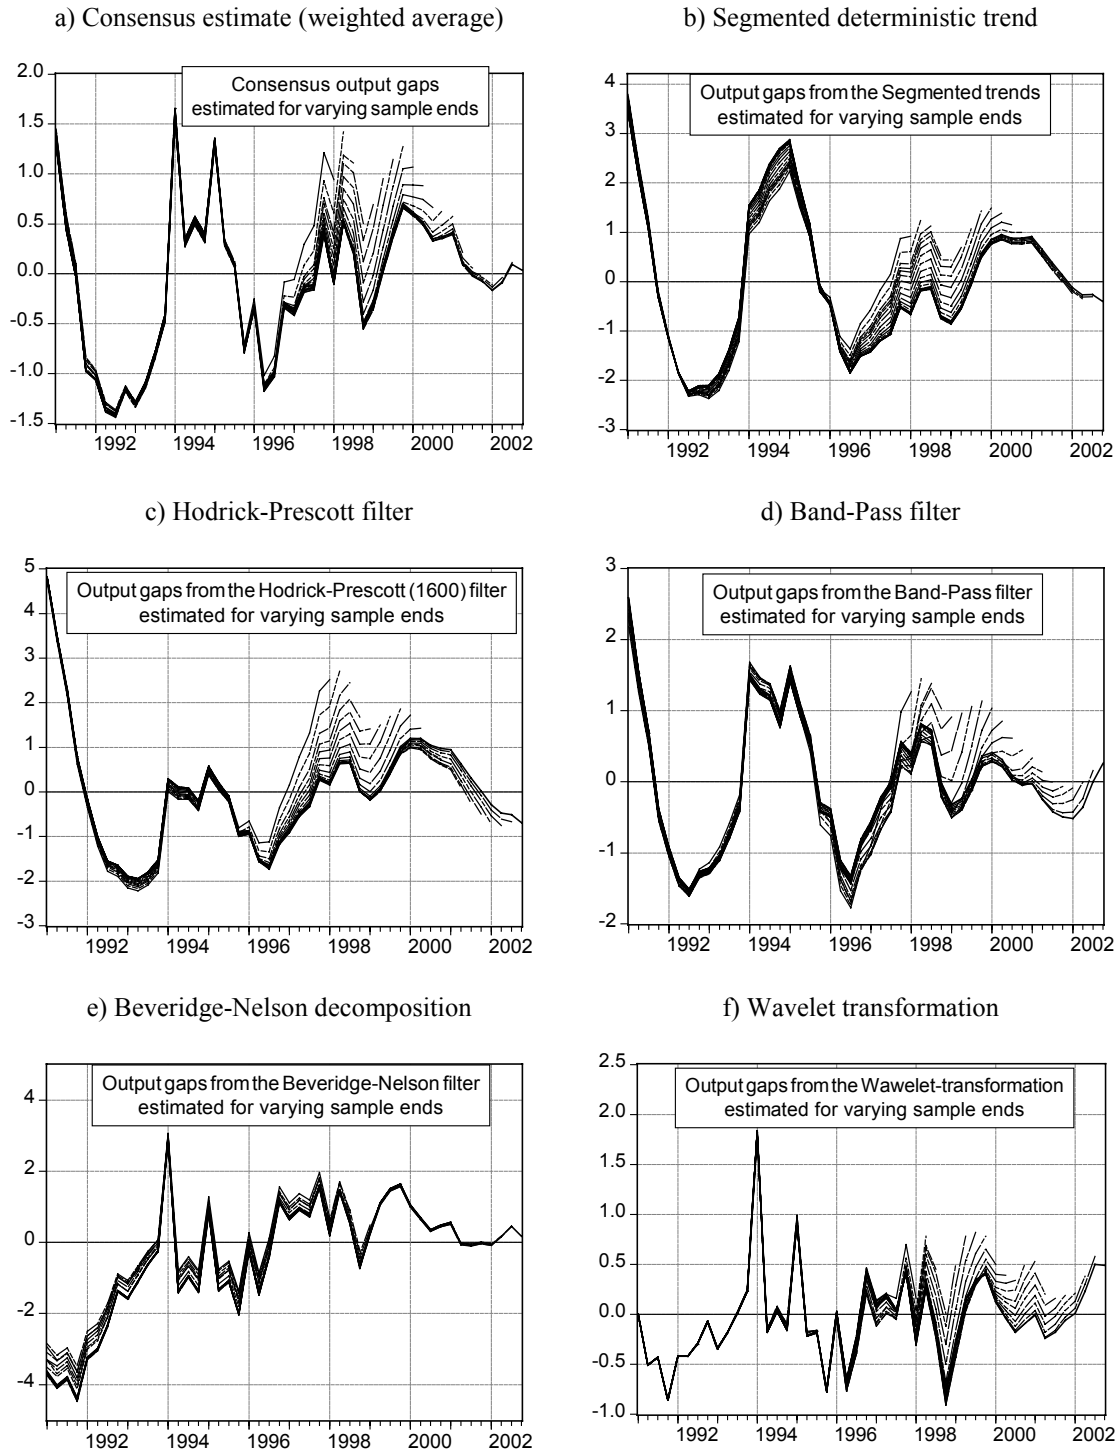 a) Consensus estimate (weighted average)
Consensus output gaps
estimated for varying sample ends
2.0
1.5
1.0
0.5
0.0
-0.5
-1.0
-1.5
1992 1994 1996 1998 2000 2002
b) Segmented deterministic trend
Output gaps from the Segmented trends
estimated for varying sample ends
4
3
2
1
0
-1
-2
-3
1992 1994 1996 1998 2000 2002
c) Hodrick-Prescott filter
Output gaps from the Hodrick-Prescott (1600) filter
estimated for varying sample ends
5
4
3
2
1
0
-1
-2
-3
1992 1994 1996 1998 2000 2002
d) Band-Pass filter
Output gaps from the Band-Pass filter
estimated for varying sample ends
3
2
1
0
-1
-2
1992 1994 1996 1998 2000 2002
e) Beveridge-Nelson decomposition
Output gaps from the Beveridge-Nelson filter
estimated for varying sample ends
4
2
0
-2
-4
1992 1994 1996 1998 2000 2002
f) Wavelet transformation
Output gaps from the Wawelet-transformation
estimated for varying sample ends
2.5
2.0
1.5
1.0
0.5
0.0
-0.5
-1.0
1992 1994 1996 1998 2000 2002